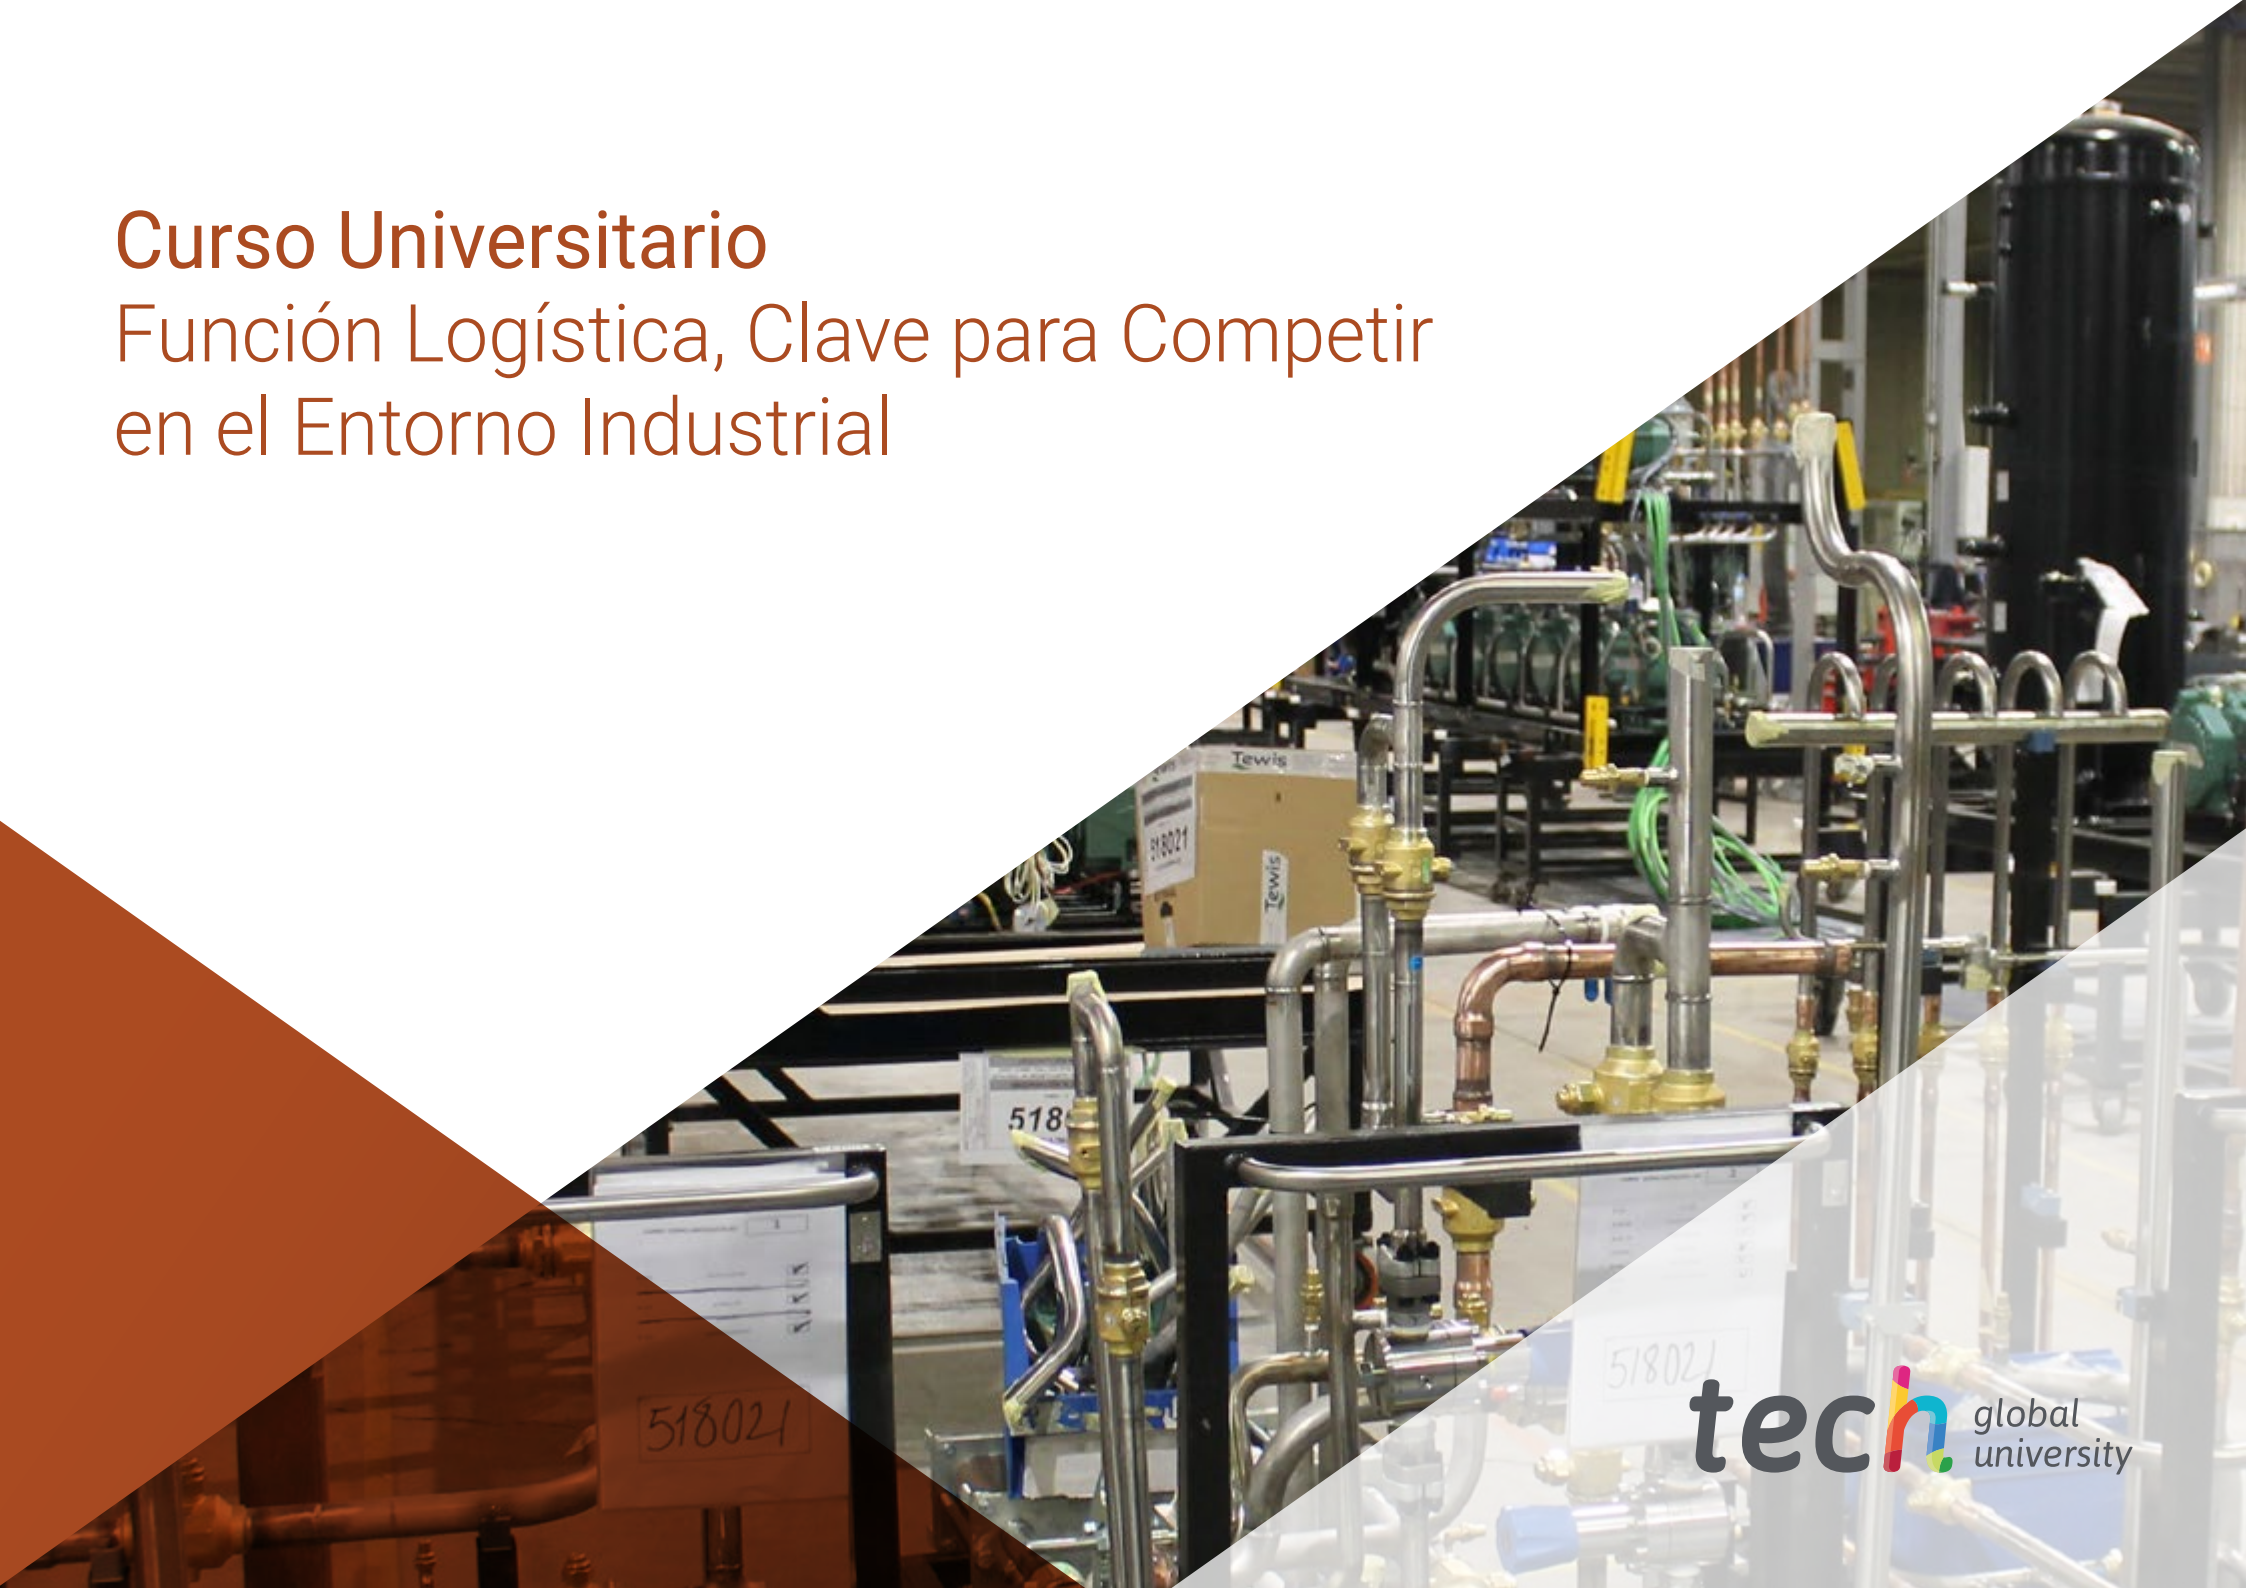 Curso Universitario
Función Logística, Clave para Competir
en el Entorno Industrial
Tewis
518021
Tewis
518
518021
518021
tech global
university